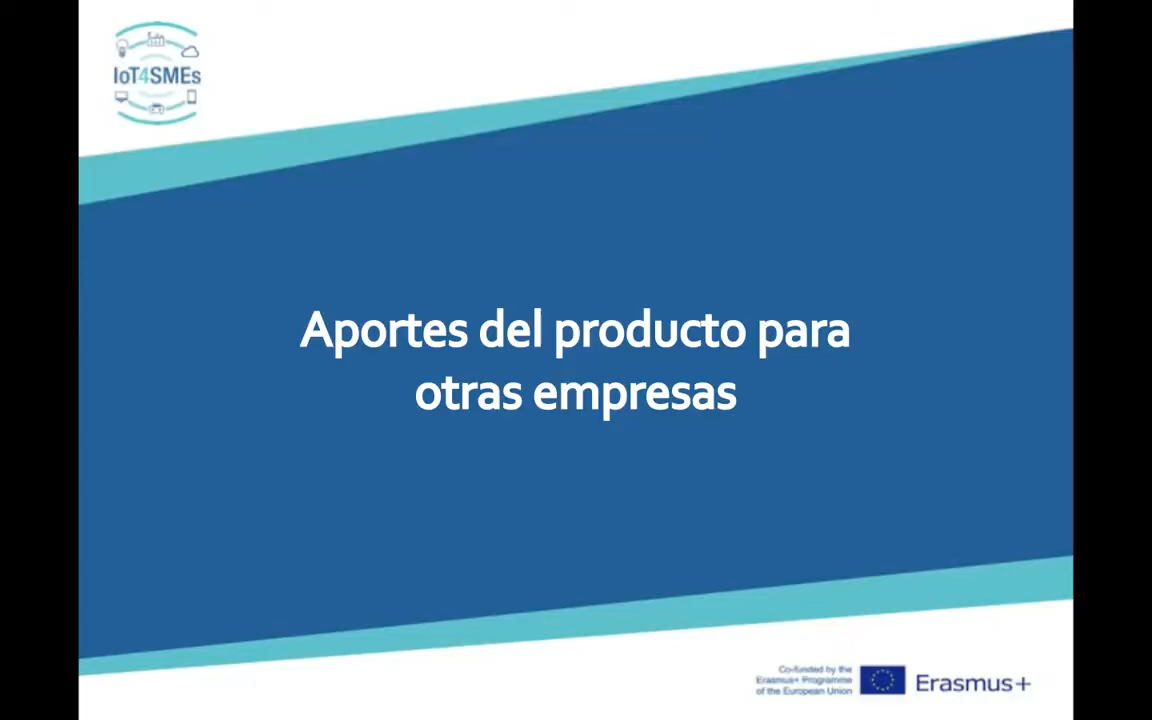 IoT4SMEs
Aportes del producto para
otras empresas
Co-funded by the
Erasmus+ Programme
of the European Union
Erasmus+